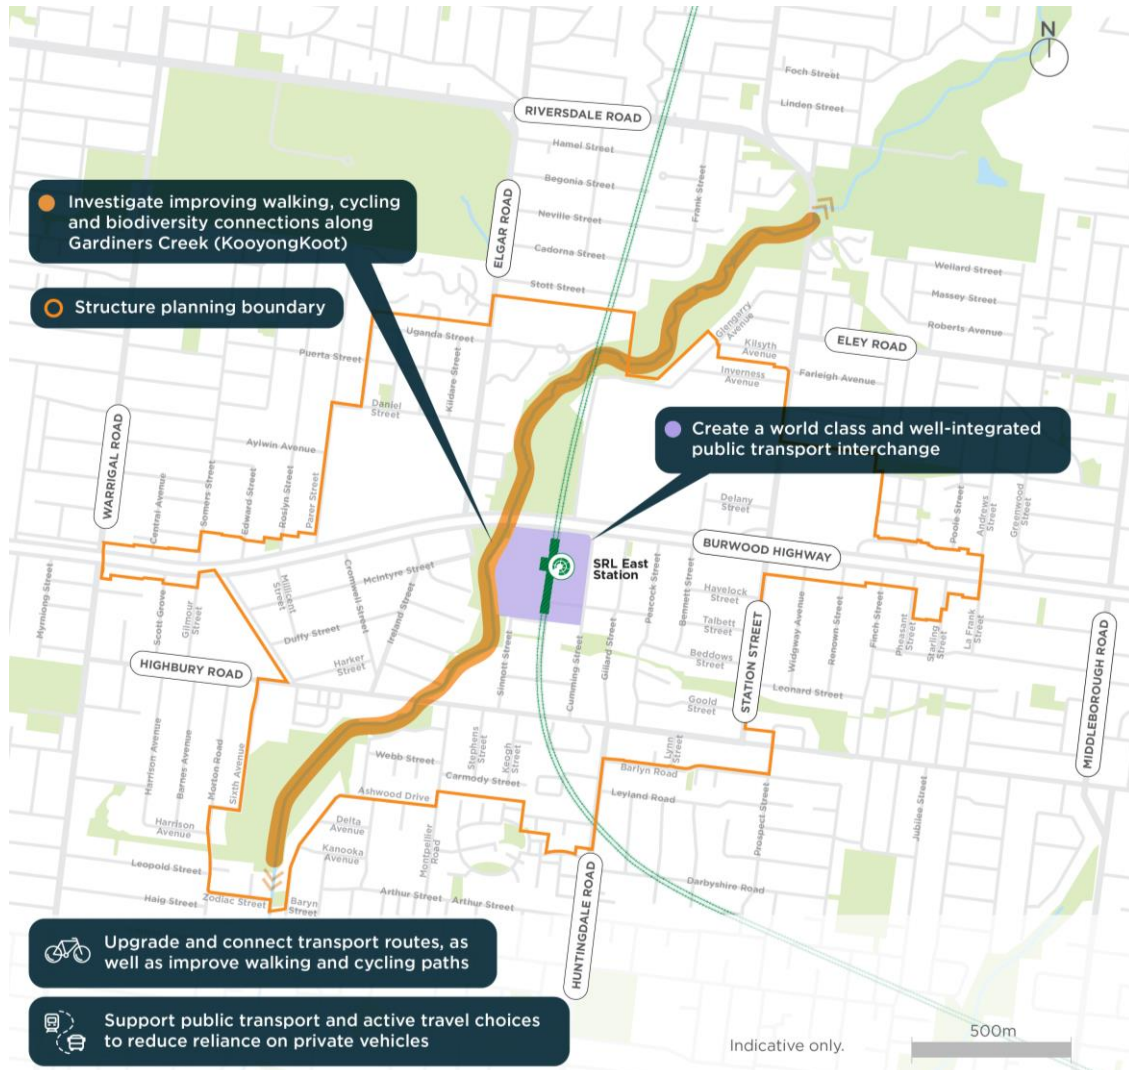 N
Foch Street
Linden Street
RIVERSDALE ROAD
Hamel Street
Begonia Street
Frank Street
Neville Street
Cadorna Street
Stott Street
ELGAR ROAD
Investigate improving walking, cycling
and biodiversity connections along
Gardiners Creek (KooyongKoot)
Structure planning boundary
Wellard Street
Massey Street
Roberts Avenue
ELEY ROAD
Glengarry
Avenue
Kilsyth
Avenue
Inverness
Avenue
Farleigh Avenue
Uganda Street
Puerta Street
Kildare Street
Daniel
Street
WARRIGAL ROAD
Aylwin Avenue
Central Avenue
Somers Street
Edward Street
Roslyn Street
Parer Street
Create a world class and well-integrated
public transport interchange
Delany
Street
Poole Street
Andrews
Street
Greenwood
Street
BURWOOD HIGHWAY
SRL East
Station
Myrniong Street
Scott Grove
Gilmour
Street
Millicent
Street
Cromwell Street
McIntyre Street
Ireland Street
Duffy Street
Harker
Street
HIGHBURY ROAD
Sinnott Street
Cumming Street
Gillard Street
Peacock Street
Bennett Street
Havelock
Street
Talbett
Street
Beddows
Street
STATION STREET
Widgway Avenue
Renown Street
Finch Street
Pheasant
Street
Starling
Street
La Frank
Street
Leonard Street
Goold
Street
MIDDLEBOROUGH ROAD
Harrison Avenue
Barnes Avenue
Morton Road
Sixth Avenue
Webb Street
Stephens
Street
Keogh
Street
Carmody Street
Ashwood Drive
Lynn
Street
Barlyn Road
Leyland Road
Prospect Street
Jubilee Street
Harrison
Avenue
Delta
Avenue
Kanooka
Avenue
Montpellier
Road
Leopold Street
Haig Street
Zodiac Street
Baryn
Street
Arthur Street
Arthur Street
HUNTINGDALE ROAD
Darbyshire Road
Upgrade and connect transport routes, as
well as improve walking and cycling paths
Support public transport and active travel choices
to reduce reliance on private vehicles
Indicative only.
500m